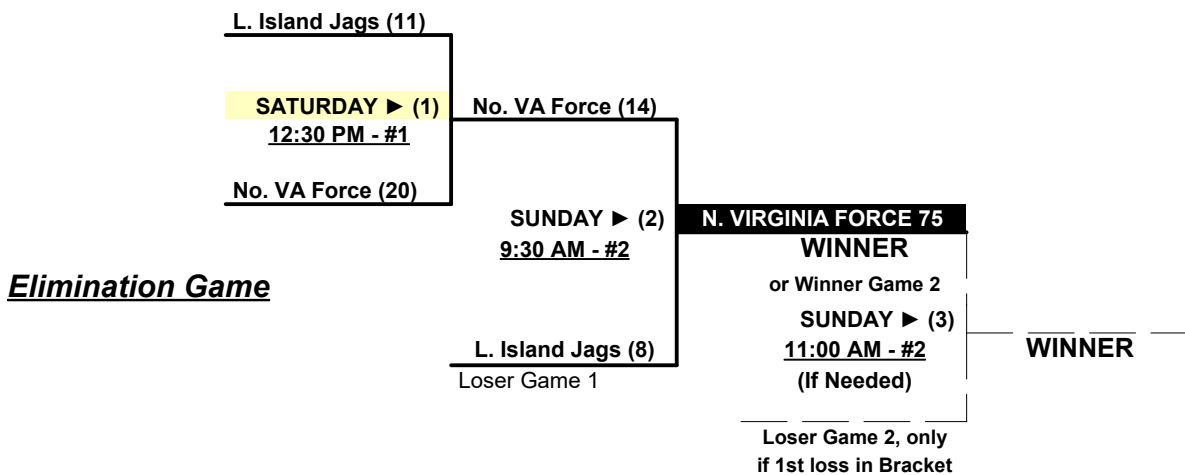 L. Island Jags (11)
SATURDAY ► (1)
12:30 PM - #1
No. VA Force (14)
No. VA Force (20)
SUNDAY ► (2)
9:30 AM - #2
N. VIRGINIA FORCE 75
WINNER
or Winner Game 2
Elimination Game
SUNDAY ► (3)
11:00 AM - #2
(If Needed)
WINNER
L. Island Jags (8)
Loser Game 1
Loser Game 2, only
if 1st loss in Bracket